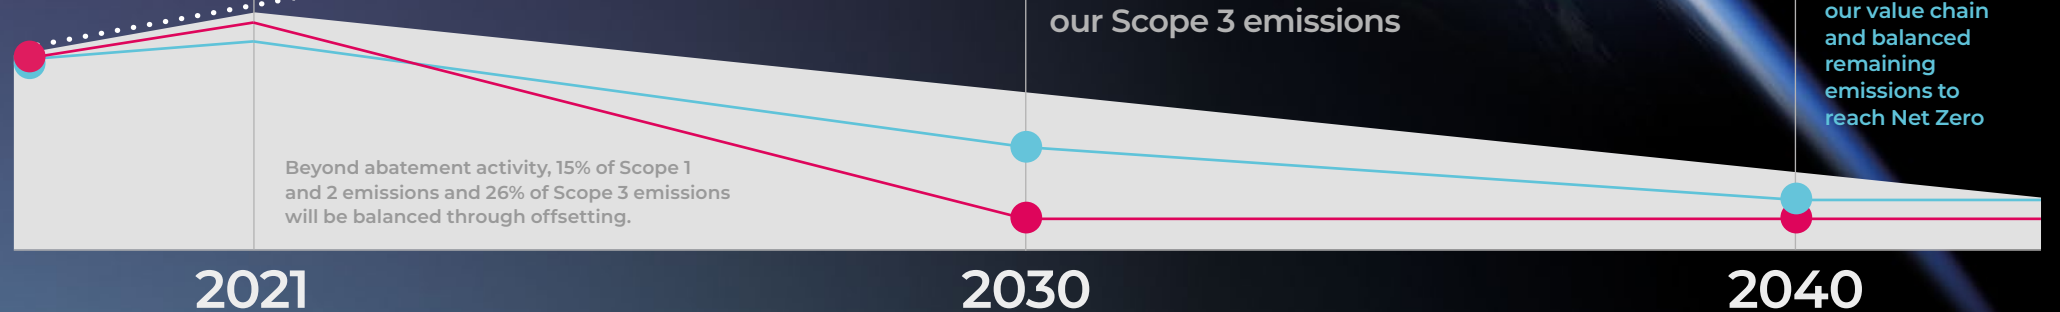 our Scope 3 emissions
our value chain
and balanced
remaining
emissions to
reach Net Zero
Beyond abatement activity, 15% of Scope 1
and 2 emissions and 26% of Scope 3 emissions
will be balanced through offsetting.
2021
2030
2040